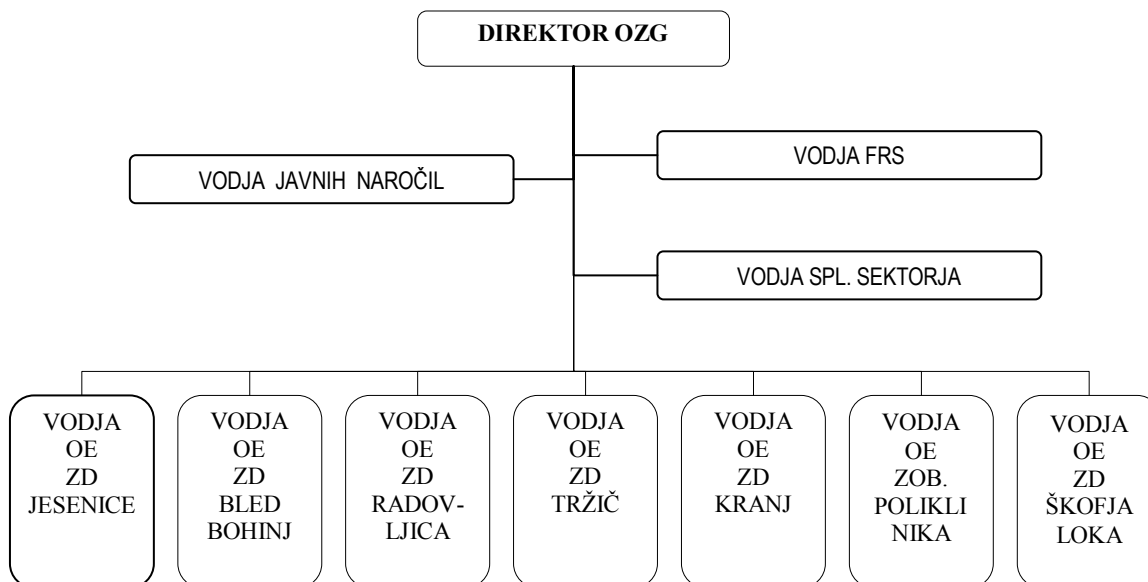 DIREKTOR OZG
VODJA JAVNIH NAROČIL
VODJA FRS
VODJA SPL. SEKTORJA
VODJA
OE
ZD
JESENICE
VODJA
OE
ZD
BLED
BOHINJ
VODJA
OE
ZD
RADOV-
LJICA
VODJA
OE
ZD
TRŽIČ
VODJA
OE
ZD
KRANJ
VODJA
OE
ZOB.
POLIKLI
NIKA
VODJA
OE
ZD
ŠKOFJA
LOKA